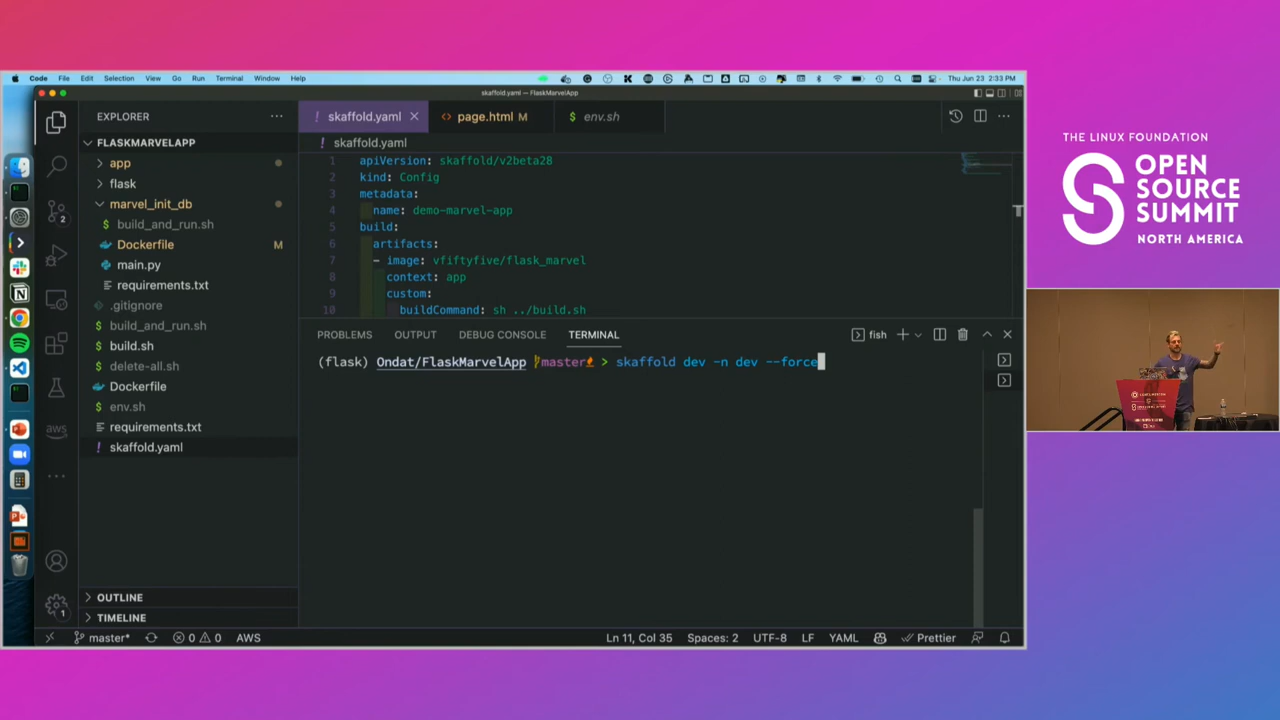 Code File Edit Selection View Go Run Terminal Window Help
Thu Jun 23 2:33 PM
skaffold.yaml — FlaskMarvelApp
EXPLORER
FLASKMARVELAPP
app
flask
marvel_init_db
build_and_run.sh
Dockerfile M
main.py
requirements.txt
.gitignore
build_and_run.sh
build.sh
delete-all.sh
Dockerfile
env.sh
requirements.txt
skaffold.yaml
OUTLINE
TIMELINE
aws
2
1
skaffold.yaml
page.html M
env.sh
skaffold.yaml
1 apiVersion: skaffold/v2beta28
2 kind: Config
3 metadata:
4 name: demo-marvel-app
5 build:
6 artifacts:
7 - image: vfiftyfive/flask_marvel
8 context: app
9 custom:
10 buildCommand: sh ../build.sh
PROBLEMS OUTPUT DEBUG CONSOLE TERMINAL
fish
(flask) Ondat/FlaskMarvelApp master > skaffold dev -n dev --force
master* 0 0 AWS
Ln 11, Col 35 Spaces: 2 UTF-8 LF YAML Prettier
THE LINUX FOUNDATION
OPEN
SOURCE
SUMMIT
NORTH AMERICA